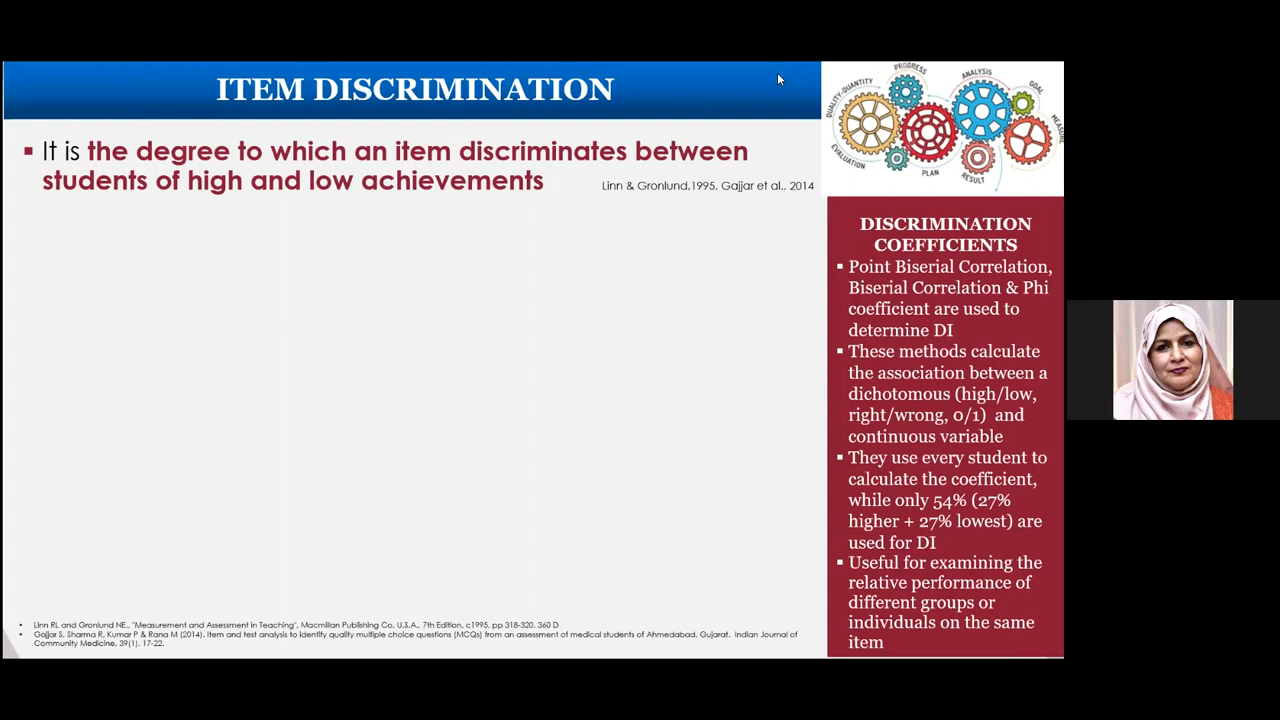 ITEM DISCRIMINATION
▪ It is the degree to which an item discriminates between
students of high and low achievements
Linn & Gronlund,1995, Gajjar et al., 2014
QUALITY-QUANTITY
PROGRESS
ANALYSIS
GOAL
MEASURE
EVALUATION
PLAN
RESULT
DISCRIMINATION
COEFFICIENTS
▪ Point Biserial Correlation,
Biserial Correlation & Phi
coefficient are used to
determine DI
▪ These methods calculate
the association between a
dichotomous (high/low,
right/wrong, 0/1) and
continuous variable
▪ They use every student to
calculate the coefficient,
while only 54% (27%
higher + 27% lowest) are
used for DI
▪ Useful for examining the
relative performance of
different groups or
individuals on the same
item
• Linn RL and Gronlund NE., "Measurement and Assessment in Teaching", Macmillan Publishing Co, U.S.A., 7th Edition, c1995, pp 318-320. 360 D
• Gajjar S, Sharma R, Kumar P & Rana M (2014). Item and test analysis to identify quality multiple choice questions (MCQs) from an assessment of medical students of Ahmedabad, Gujarat. Indian Journal of
Community Medicine, 39(1), 17-22.